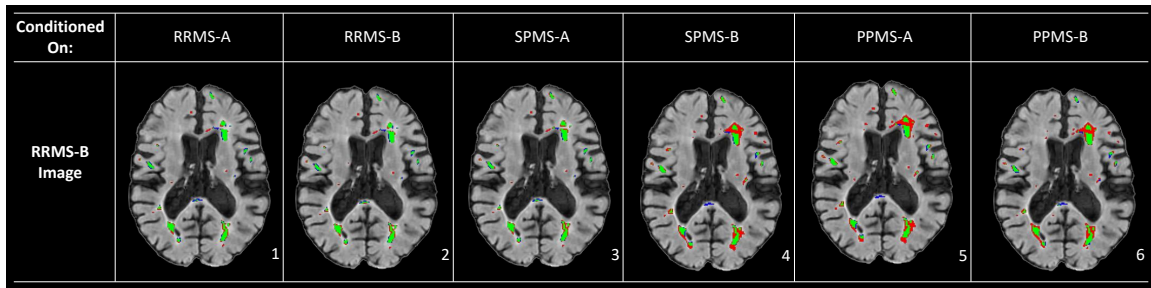 Conditioned
On:
RRMS-A
RRMS-B
SPMS-A
SPMS-B
PPMS-A
PPMS-B
RRMS-B
Image
1
2
3
4
5
6